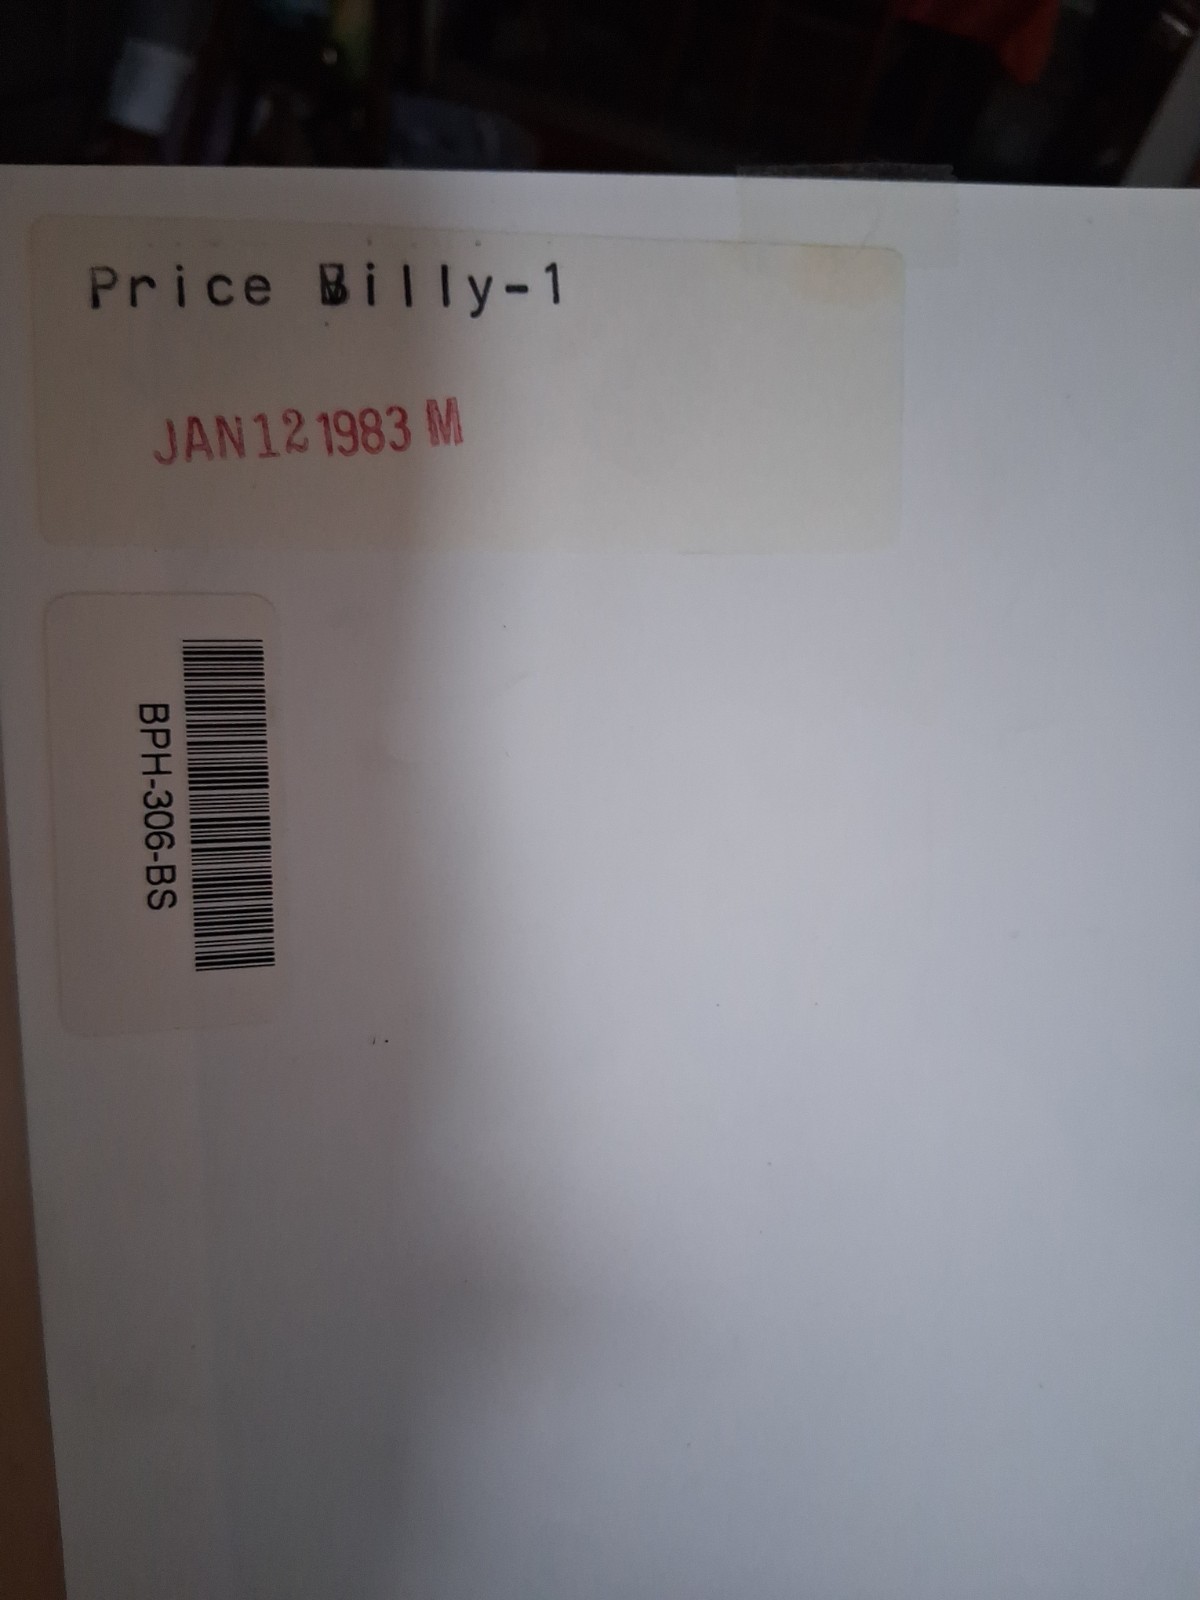 Price Billy-1
JAN 12 1983 M
BPH-306-BS